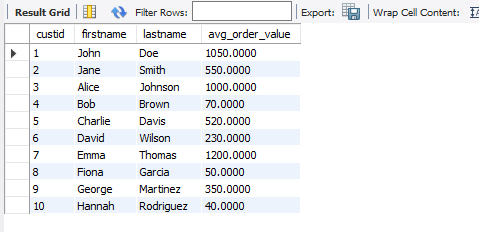 Result Grid Filter Rows: Export: Wrap Cell Content:
custid firstname lastname avg_order_value
1 John Doe 1050.0000
2 Jane Smith 550.0000
3 Alice Johnson 1000.0000
4 Bob Brown 70.0000
5 Charlie Davis 520.0000
6 David Wilson 230.0000
7 Emma Thomas 1200.0000
8 Fiona Garcia 50.0000
9 George Martinez 350.0000
10 Hannah Rodriguez 40.0000